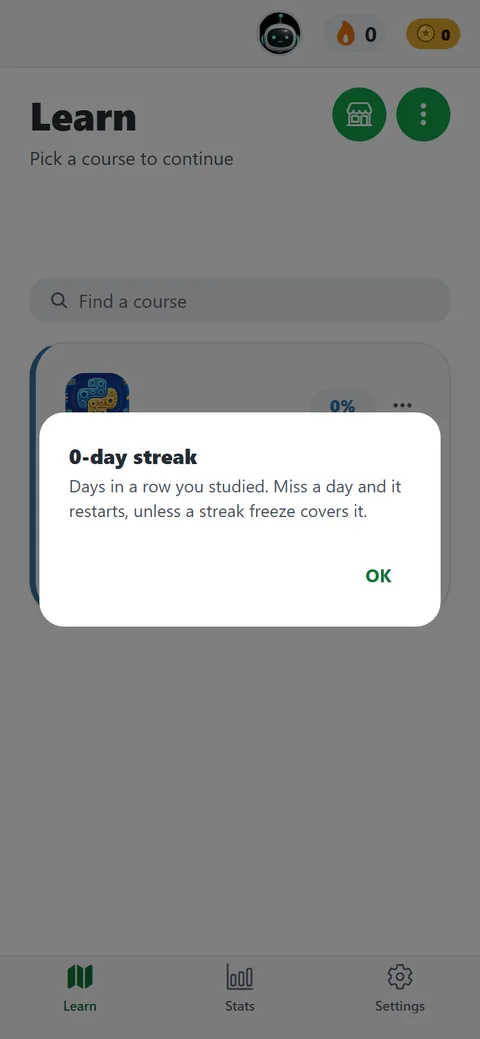 0
0
Learn
Pick a course to continue
Find a course
0%
0-day streak
Days in a row you studied. Miss a day and it
restarts, unless a streak freeze covers it.
OK
Learn
Stats
Settings